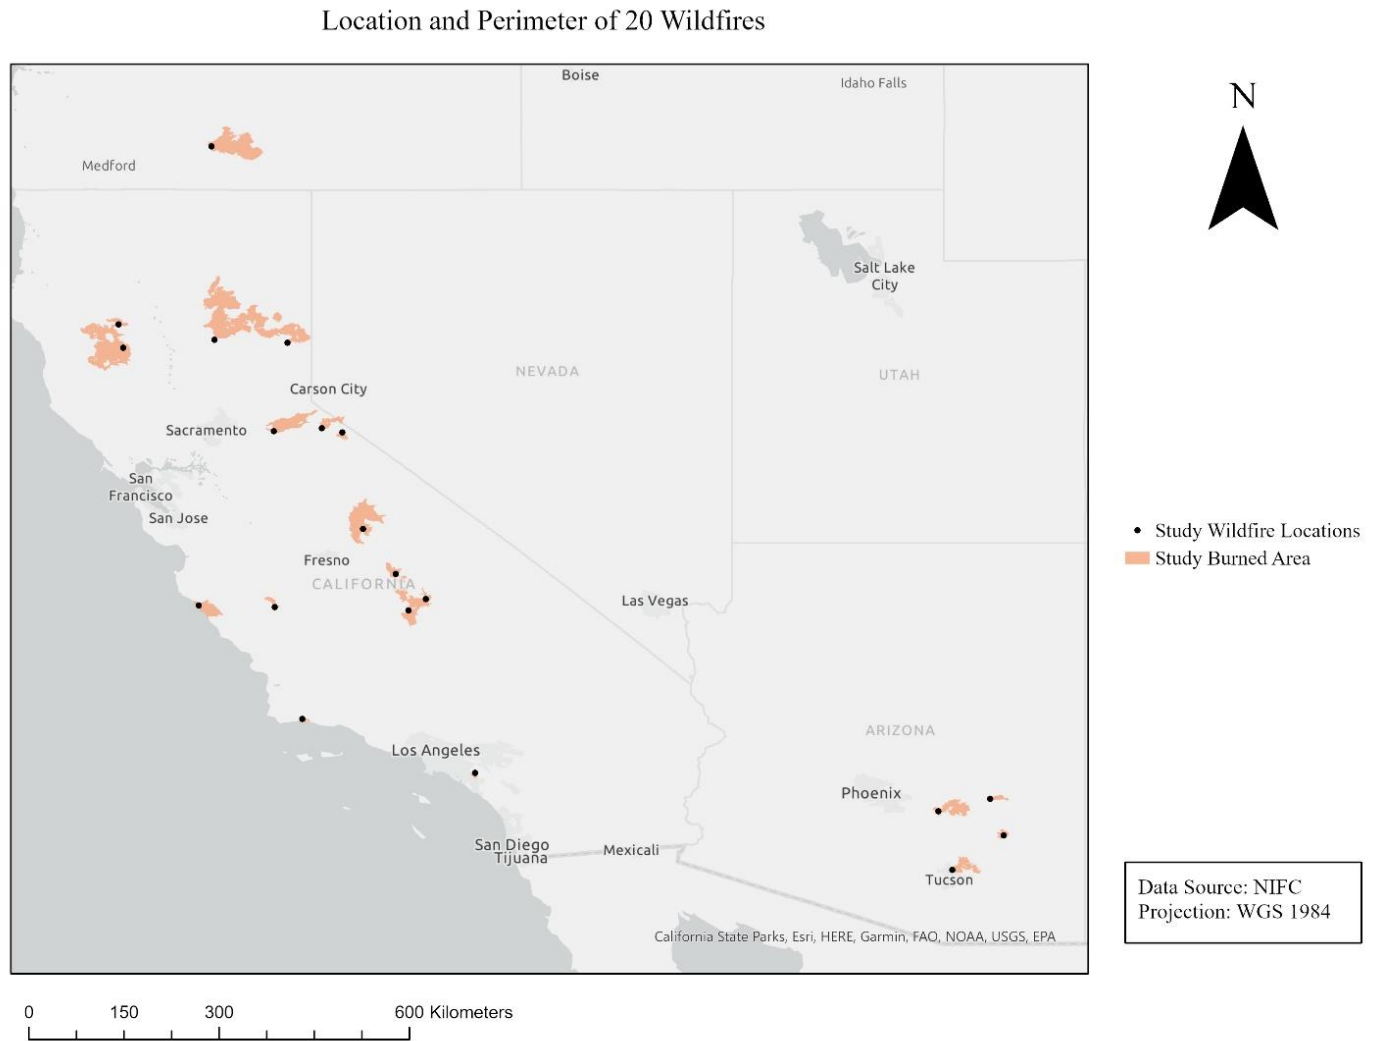 Location and Perimeter of 20 Wildfires
Boise
Idaho Falls
N
Medford
Salt Lake
City
NEVADA
UTAH
Carson City
Sacramento
San
Francisco
San Jose
Study Wildfire Locations
Study Burned Area
Fresno
CALIFORNIA
Las Vegas
ARIZONA
Los Angeles
Phoenix
San Diego
Tijuana
Mexicali
Tucson
Data Source: NIFC
Projection: WGS 1984
California State Parks, Esri, HERE, Garmin, FAO, NOAA, USGS, EPA
0 150 300 600 Kilometers